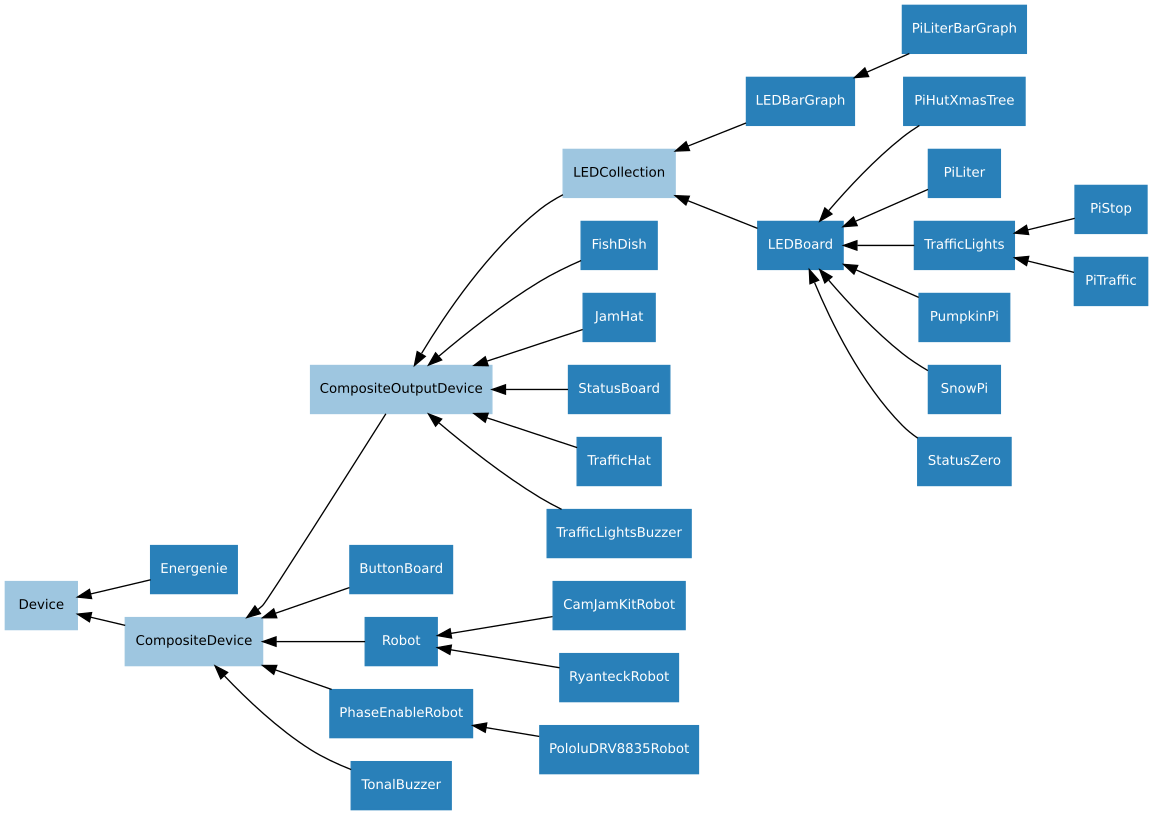 PiLiterBarGraph
LEDBarGraph
PiHutXmasTree
LEDCollection
PiLiter
PiStop
FishDish
LEDBoard
TrafficLights
PiTraffic
JamHat
PumpkinPi
CompositeOutputDevice
StatusBoard
SnowPi
TrafficHat
StatusZero
TrafficLightsBuzzer
Energenie
ButtonBoard
Device
CamJamKitRobot
CompositeDevice
Robot
RyanteckRobot
PhaseEnableRobot
PololuDRV8835Robot
TonalBuzzer